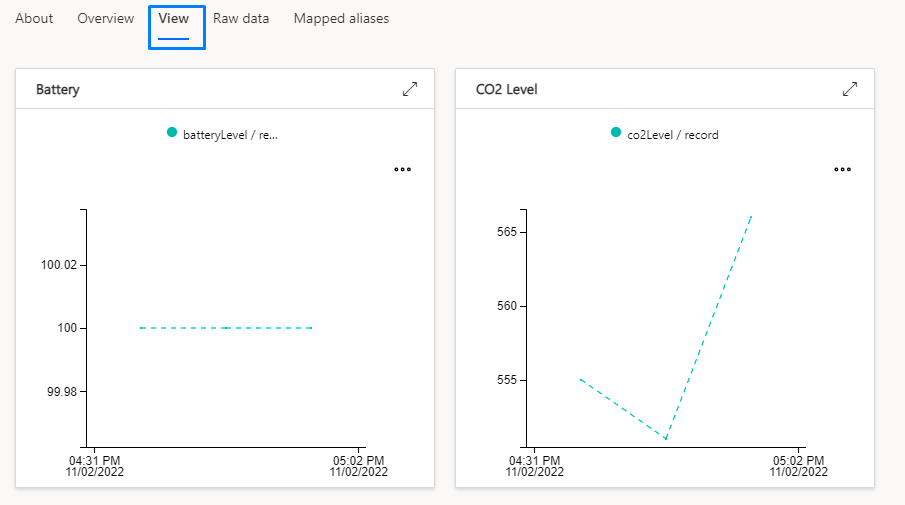 About Overview View Raw data Mapped aliases
Battery
batteryLevel / re...
100.02
100
99.98
04:31 PM
11/02/2022
05:02 PM
11/02/2022
CO2 Level
co2Level / record
565
560
555
04:31 PM
11/02/2022
05:02 PM
11/02/2022